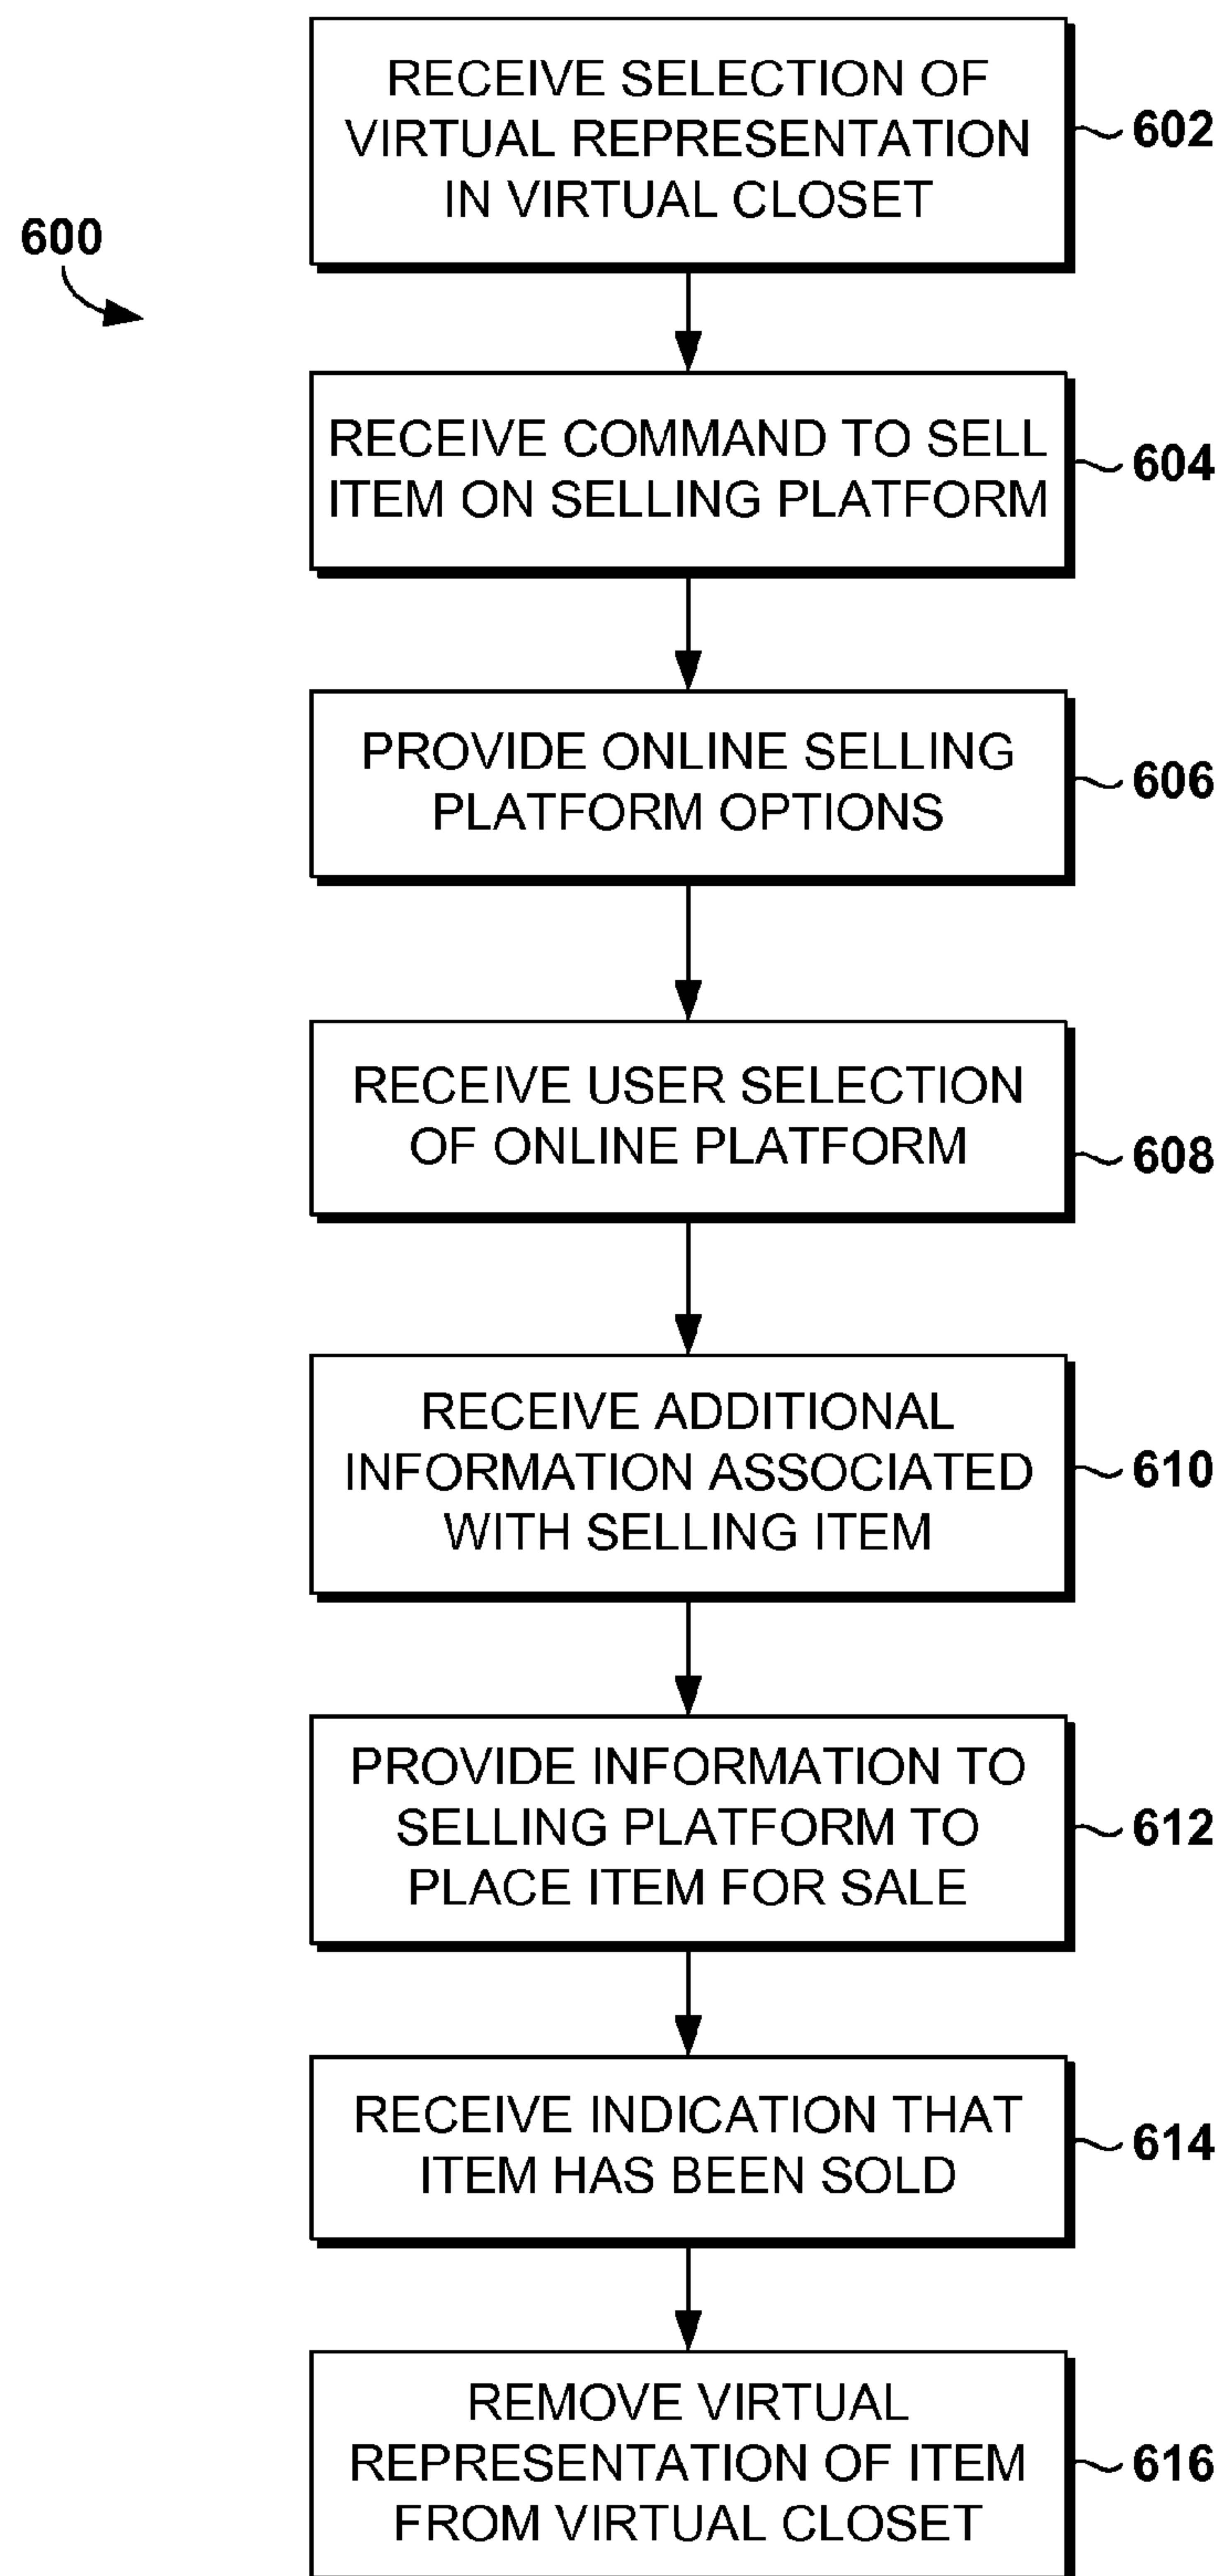 RECEIVE SELECTION OF
VIRTUAL REPRESENTATION
IN VIRTUAL CLOSET
602
600
RECEIVE COMMAND TO SELL
ITEM ON SELLING PLATFORM
604
PROVIDE ONLINE SELLING
PLATFORM OPTIONS
606
RECEIVE USER SELECTION
OF ONLINE PLATFORM
608
RECEIVE ADDITIONAL
INFORMATION ASSOCIATED
WITH SELLING ITEM
610
PROVIDE INFORMATION TO
SELLING PLATFORM TO
PLACE ITEM FOR SALE
612
RECEIVE INDICATION THAT
ITEM HAS BEEN SOLD
614
REMOVE VIRTUAL
REPRESENTATION OF ITEM
FROM VIRTUAL CLOSET
616